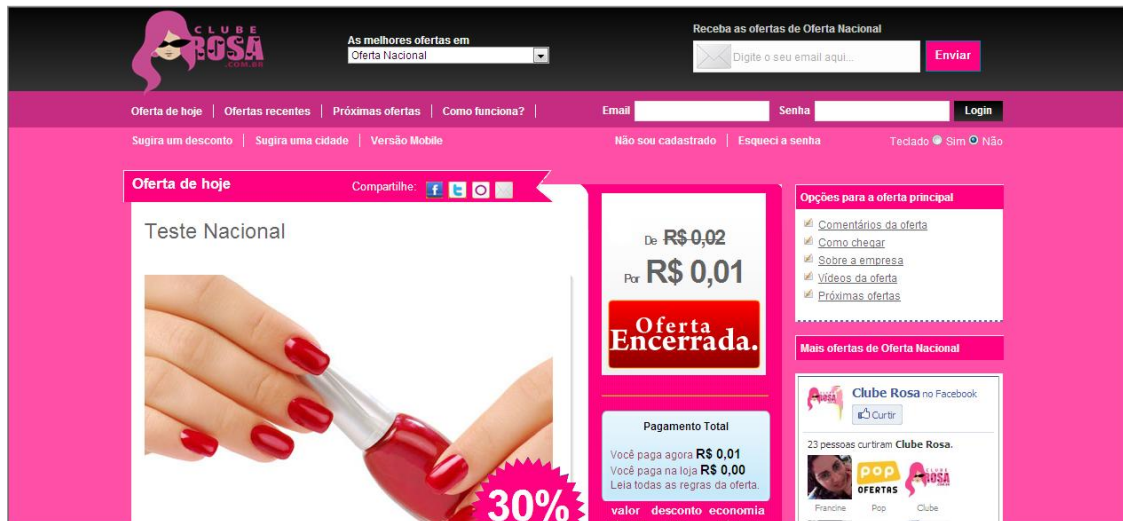 CLUBE
ROSA
.COM.BR
As melhores ofertas em
Oferta Nacional
Receba as ofertas de Oferta Nacional
Digite o seu email aqui...
Enviar
Oferta de hoje | Ofertas recentes | Próximas ofertas | Como funciona? |
Email
Senha
Login
Sugira um desconto | Sugira uma cidade | Versão Mobile
Não sou cadastrado | Esqueci a senha
Teclado Sim Não
Oferta de hoje
Compartilhe:
Teste Nacional
30%
De R$ 0,02
Por R$ 0,01
Oferta
Encerrada.
Pagamento Total
Você paga agora R$ 0,01
Você paga na loja R$ 0,00
Leia todas as regras da oferta.
valor desconto economia
Opções para a oferta principal
Comentários da oferta
Como chegar
Sobre a empresa
Vídeos da oferta
Próximas ofertas
Mais ofertas de Oferta Nacional
Clube Rosa no Facebook
Curtir
23 pessoas curtiram Clube Rosa.
POP
OFERTAS
CLUBE
ROSA
Francine Pop Clube